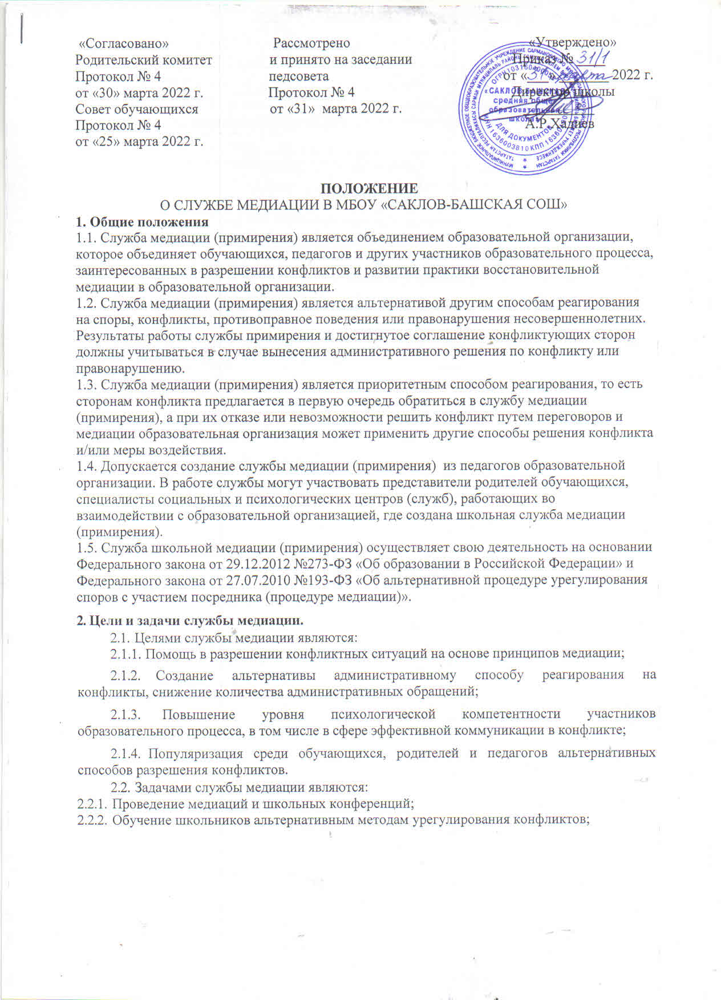 «Согласовано»
Родительский комитет
Протокол № 4
от «30» марта 2022 г.
Совет обучающихся
Протокол № 4
от «25» марта 2022 г.
Рассмотрено
и принято на заседании
педсовета
Протокол № 4
от «31»  марта 2022 г.
«Утверждено»
Приказ № 31/1
от «31» марта 2022 г.
Директор школы
А.Р.Хадиев
«САКЛОВ-БАШСКАЯ
средняя обще-
образовательная
школа»
ДЛЯ ДОКУМЕНТОВ
ИНН 1636003810 КПП
ПОЛОЖЕНИЕ
О СЛУЖБЕ МЕДИАЦИИ В МБОУ «САКЛОВ-БАШСКАЯ СОШ»
1. Общие положения
1.1. Служба медиации (примирения) является объединением образовательной организации,
которое объединяет обучающихся, педагогов и других участников образовательного процесса,
заинтересованных в разрешении конфликтов и развитии практики восстановительной
медиации в образовательной организации.
1.2. Служба медиации (примирения) является альтернативой другим способам реагирования
на споры, конфликты, противоправное поведения или правонарушения несовершеннолетних.
Результаты работы службы примирения и достигнутое соглашение конфликтующих сторон
должны учитываться в случае вынесения административного решения по конфликту или
правонарушению.
1.3. Служба медиации (примирения) является приоритетным способом реагирования, то есть
сторонам конфликта предлагается в первую очередь обратиться в службу медиации
(примирения), а при их отказе или невозможности решить конфликт путем переговоров и
медиации образовательная организация может применить другие способы решения конфликта
и/или меры воздействия.
1.4. Допускается создание службы медиации (примирения)  из педагогов образовательной
организации. В работе службы могут участвовать представители родителей обучающихся,
специалисты социальных и психологических центров (служб), работающих во
взаимодействии с образовательной организацией, где создана школьная служба медиации
(примирения).
1.5. Служба школьной медиации (примирения) осуществляет свою деятельность на основании
Федерального закона от 29.12.2012 №273-ФЗ «Об образовании в Российской Федерации» и
Федерального закона от 27.07.2010 №193-ФЗ «Об альтернативной процедуре урегулирования
споров с участием посредника (процедуре медиации)».
2. Цели и задачи службы медиации.
2.1. Целями службы медиации являются:
2.1.1. Помощь в разрешении конфликтных ситуаций на основе принципов медиации;
2.1.2. Создание альтернативы административному способу реагирования на
конфликты, снижение количества административных обращений;
2.1.3. Повышение уровня психологической компетентности участников
образовательного процесса, в том числе в сфере эффективной коммуникации в конфликте;
2.1.4. Популяризация среди обучающихся, родителей и педагогов альтернативных
способов разрешения конфликтов.
2.2. Задачами службы медиации являются:
2.2.1. Проведение медиаций и школьных конференций;
2.2.2. Обучение школьников альтернативным методам урегулирования конфликтов;